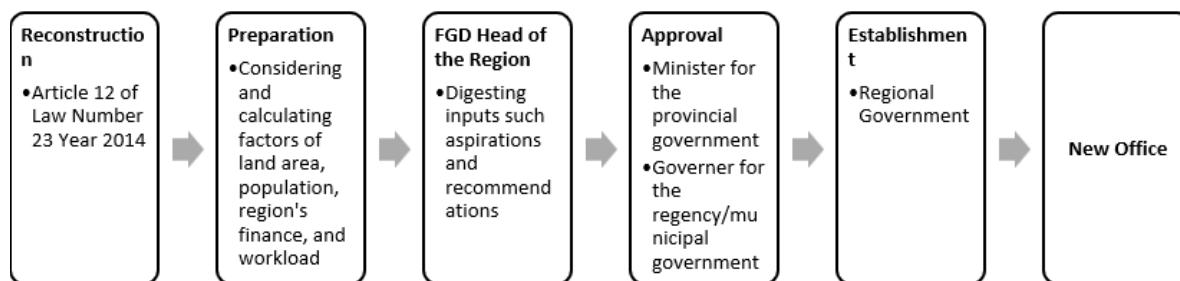 Reconstructio
n
•Article 12 of
Law Number
23 Year 2014
Preparation
•Considering
and
calculating
factors of
land area,
population,
region's
finance, and
workload
FGD Head of
the Region
•Digesting
inputs such
aspirations
and
recommend
ations
Approval
•Minister for
the
provincial
government
•Governer for
the
regency/mu
nicipal
government
Establishmen
t
•Regional
Government
New Office